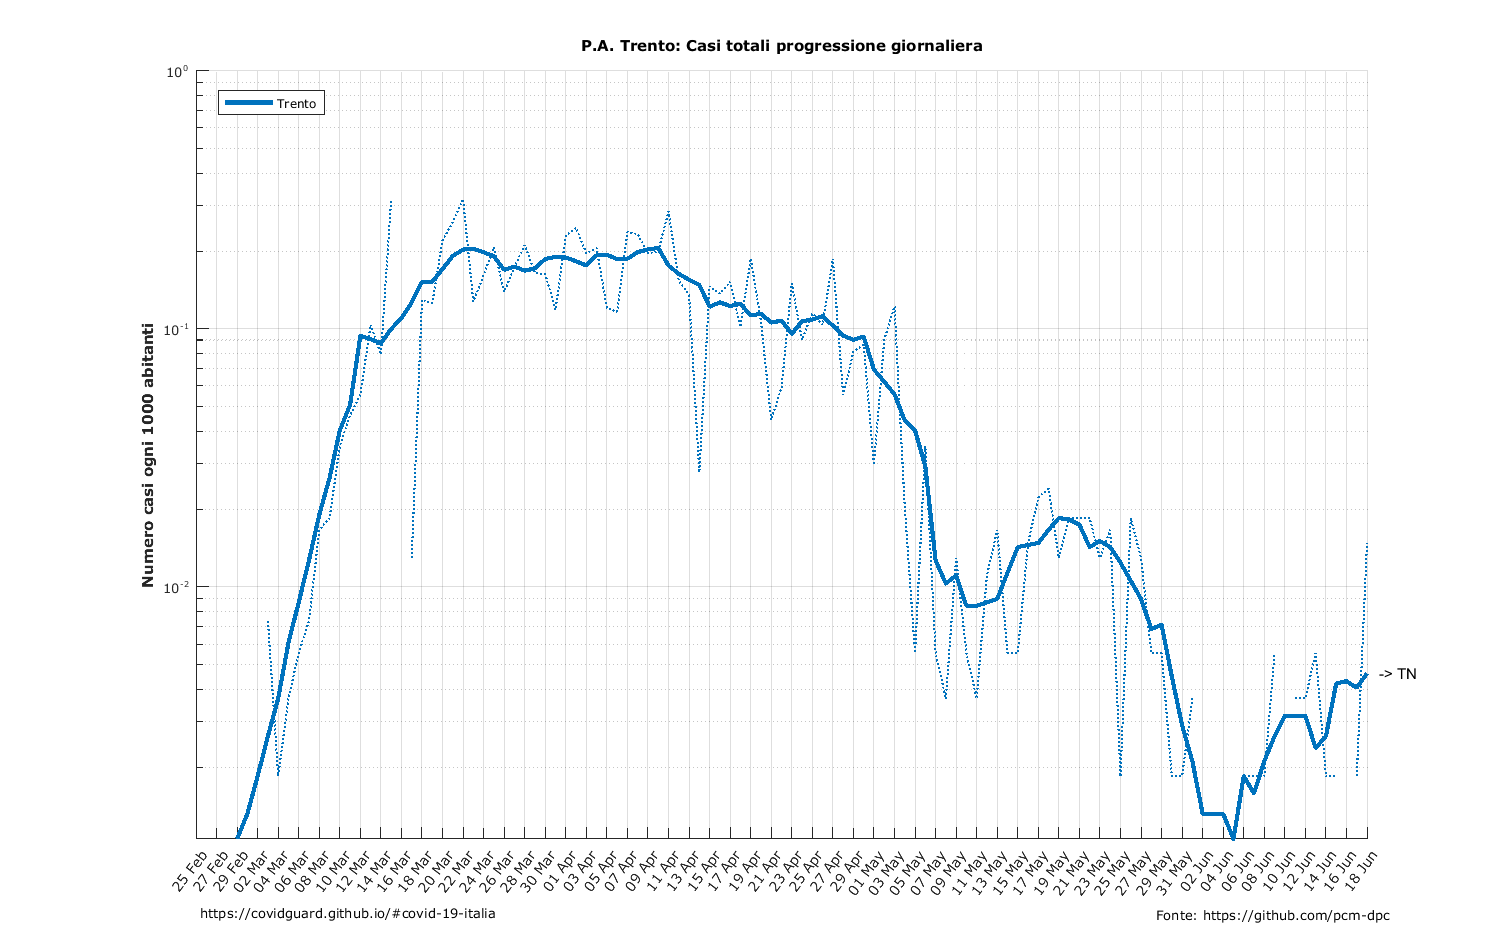 P.A. Trento: Casi totali progressione giornaliera
10⁰
10⁻¹
10⁻²
Numero casi ogni 1000 abitanti
Trento
-> TN
25 Feb
27 Feb
29 Feb
02 Mar
04 Mar
06 Mar
08 Mar
10 Mar
12 Mar
14 Mar
16 Mar
18 Mar
20 Mar
22 Mar
24 Mar
26 Mar
28 Mar
30 Mar
01 Apr
03 Apr
05 Apr
07 Apr
09 Apr
11 Apr
13 Apr
15 Apr
17 Apr
19 Apr
21 Apr
23 Apr
25 Apr
27 Apr
29 Apr
01 May
03 May
05 May
07 May
09 May
11 May
13 May
15 May
17 May
19 May
21 May
23 May
25 May
27 May
29 May
31 May
02 Jun
04 Jun
06 Jun
08 Jun
10 Jun
12 Jun
14 Jun
16 Jun
18 Jun
https://covidguard.github.io/#covid-19-italia
Fonte: https://github.com/pcm-dpc